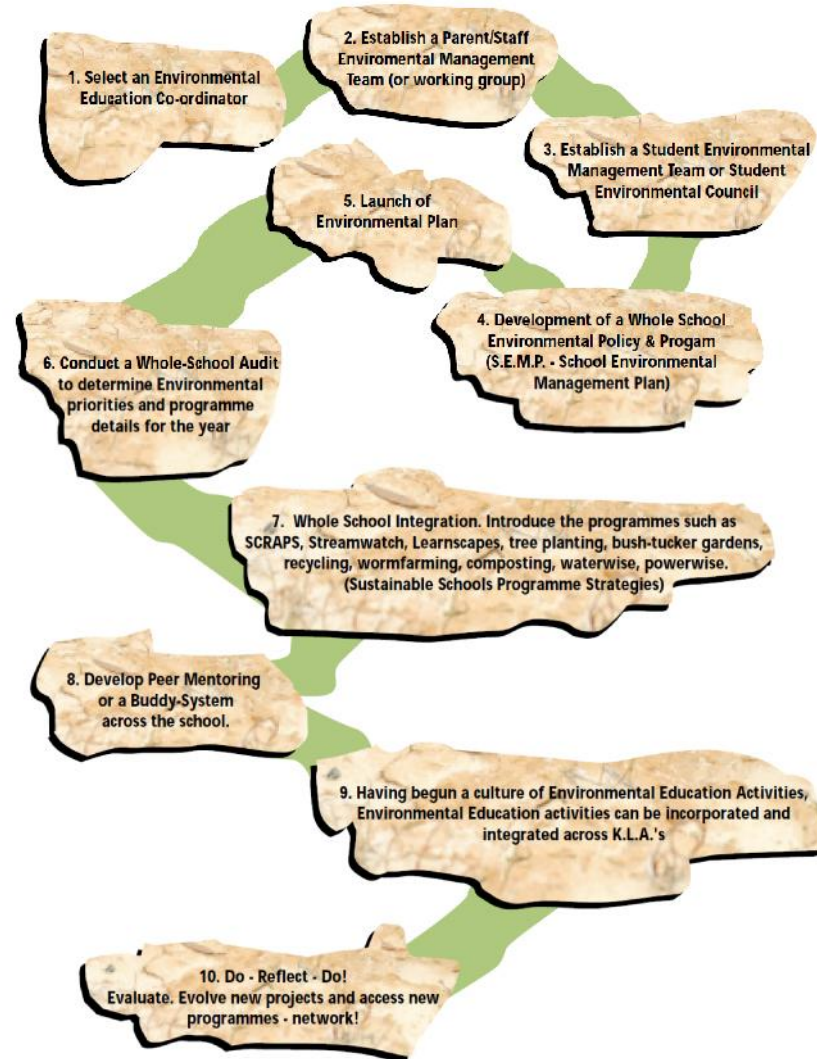 1. Select an Environmental
Education Co-ordinator
2. Establish a Parent/Staff
Enviromental Management
Team (or working group)
3. Establish a Student Environmental
Management Team or Student
Environmental Council
4. Development of a Whole School
Environmental Policy & Progam
(S.E.M.P. - School Environmental
Management Plan)
5. Launch of
Environmental Plan
6. Conduct a Whole-School Audit
to determine Environmental
priorities and programme
details for the year
7. Whole School Integration. Introduce the programmes such as
SCRAPS, Streamwatch, Learnscapes, tree planting, bush-tucker gardens,
recycling, wormfarming, composting, waterwise, powerwise.
(Sustainable Schools Programme Strategies)
8. Develop Peer Mentoring
or a Buddy-System
across the school.
9. Having begun a culture of Environmental Education Activities,
Environmental Education activities can be incorporated and
integrated across K.L.A.'s
10. Do - Reflect - Do!
Evaluate. Evolve new projects and access new
programmes - network!